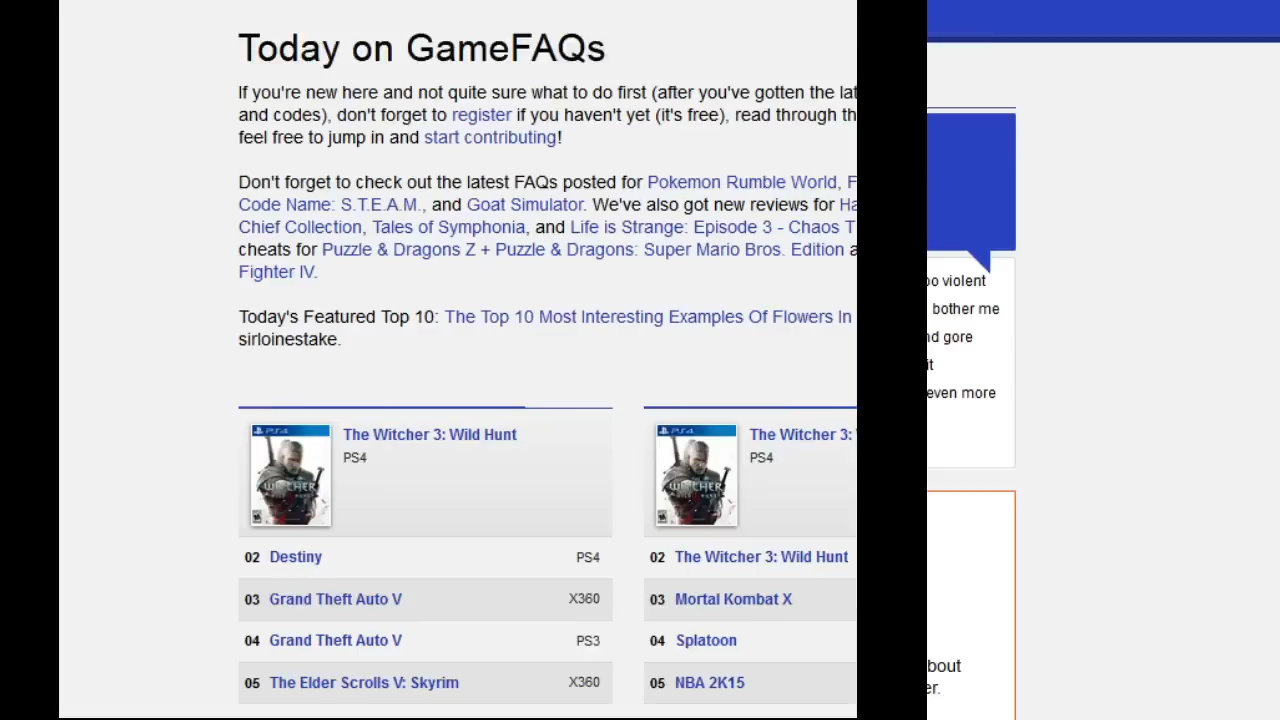 Today on GameFAQs
If you're new here and not quite sure what to do first (after you've gotten the lat
and codes), don't forget to register if you haven't yet (it's free), read through th
feel free to jump in and start contributing!
Don't forget to check out the latest FAQs posted for Pokemon Rumble World, F
Code Name: S.T.E.A.M., and Goat Simulator. We've also got new reviews for Ha
Chief Collection, Tales of Symphonia, and Life is Strange: Episode 3 - Chaos T
cheats for Puzzle & Dragons Z + Puzzle & Dragons: Super Mario Bros. Edition a
Fighter IV.
Today's Featured Top 10: The Top 10 Most Interesting Examples Of Flowers In
sirloinestake.
The Witcher 3: Wild Hunt
PS4
02 Destiny PS4
03 Grand Theft Auto V X360
04 Grand Theft Auto V PS3
05 The Elder Scrolls V: Skyrim X360
The Witcher 3:
PS4
02 The Witcher 3: Wild Hunt
03 Mortal Kombat X
04 Splatoon
05 NBA 2K15
oo violent
bother me
nd gore
it
even more
bout
er.